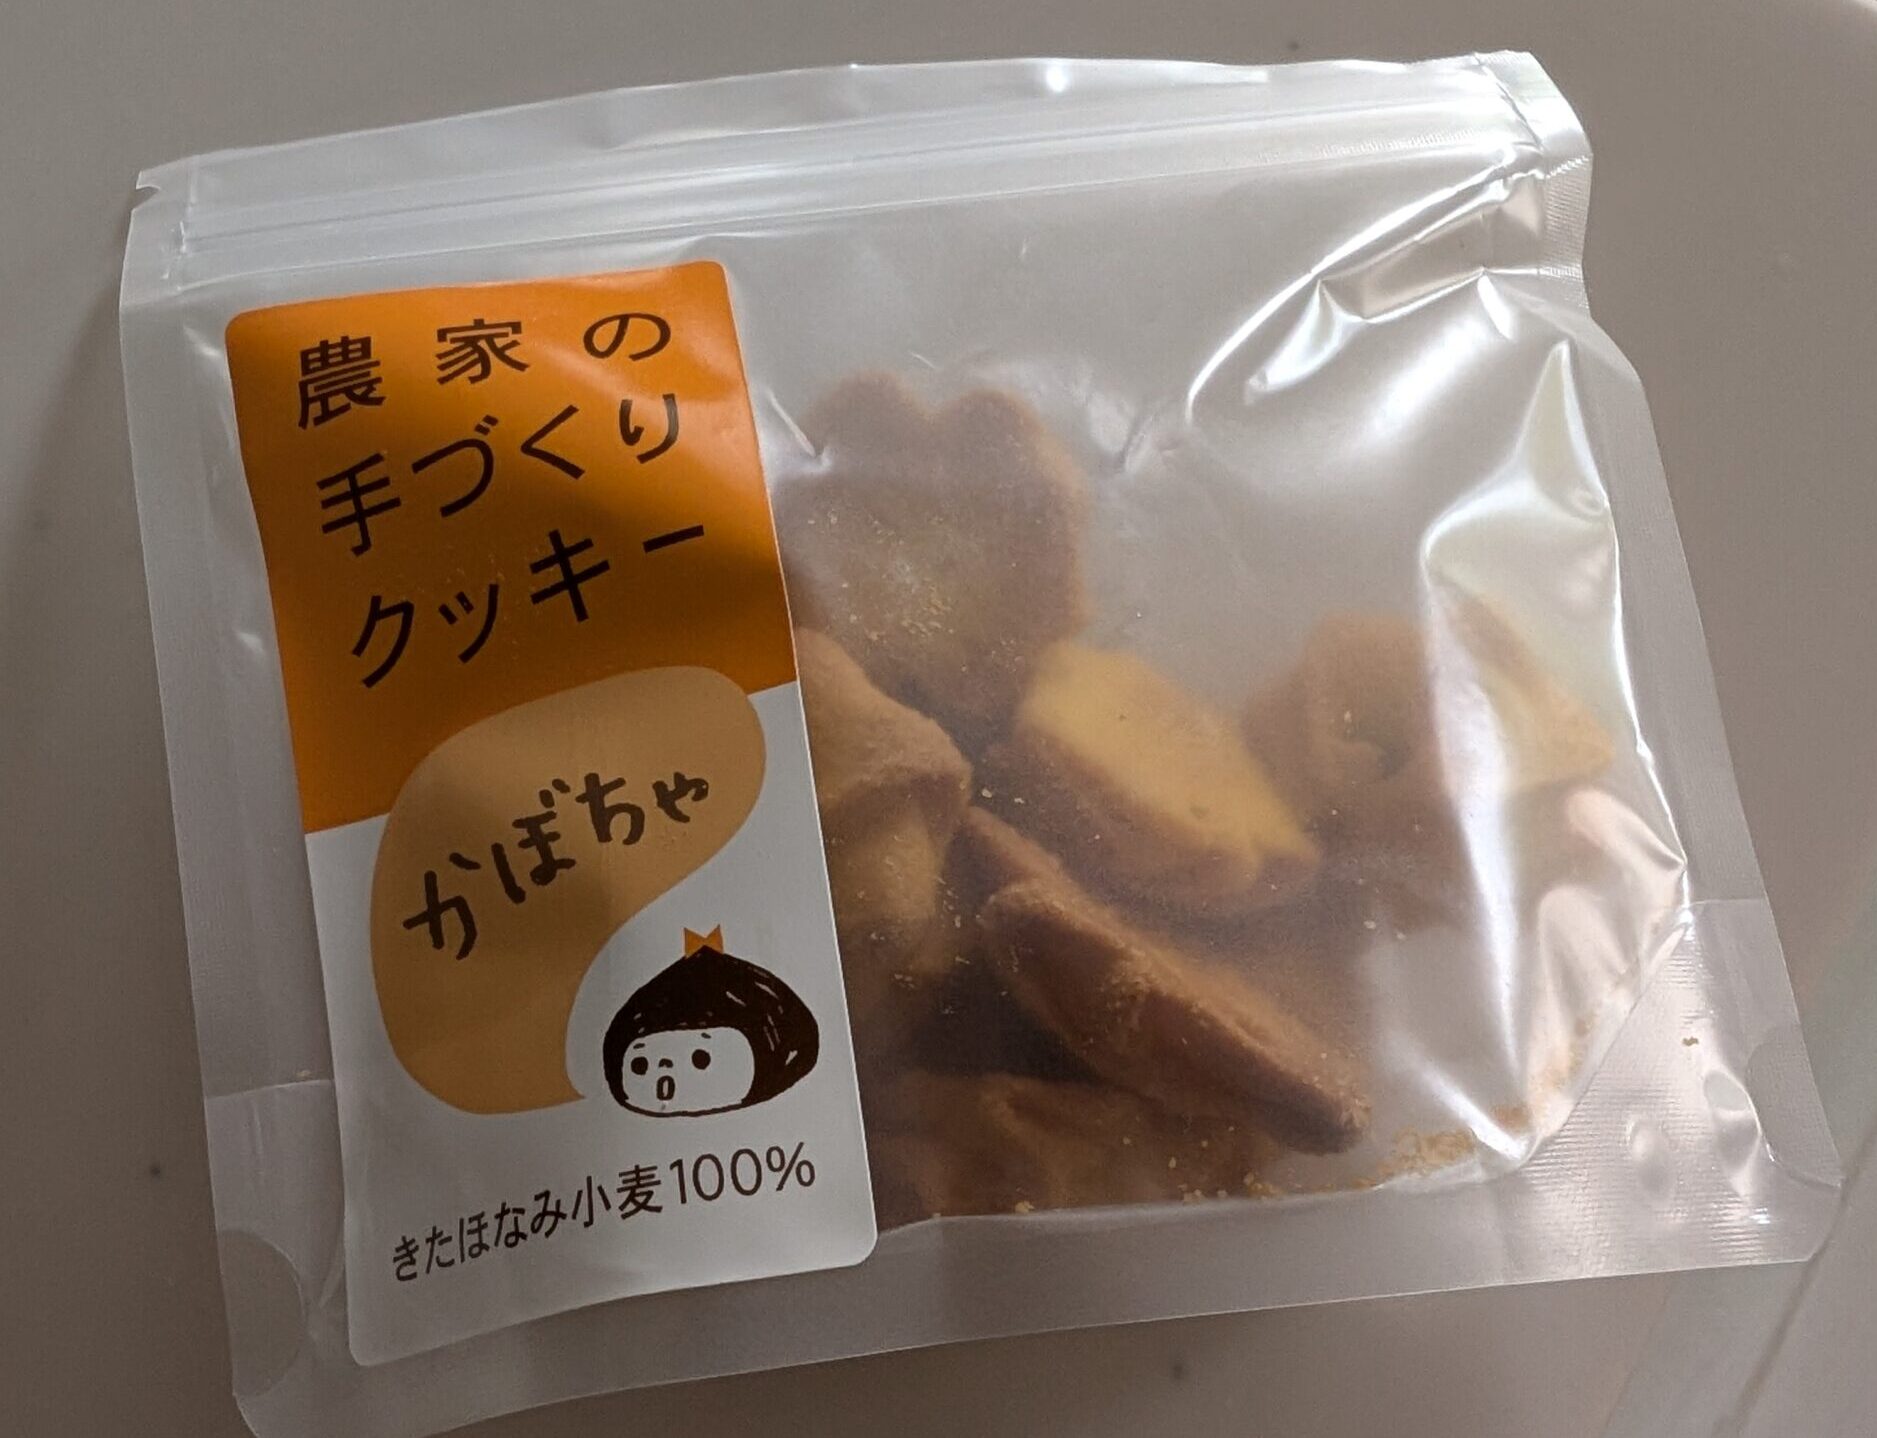 農家の
手づくり
クッキー
かぼちゃ
きたほなみ小麦100%